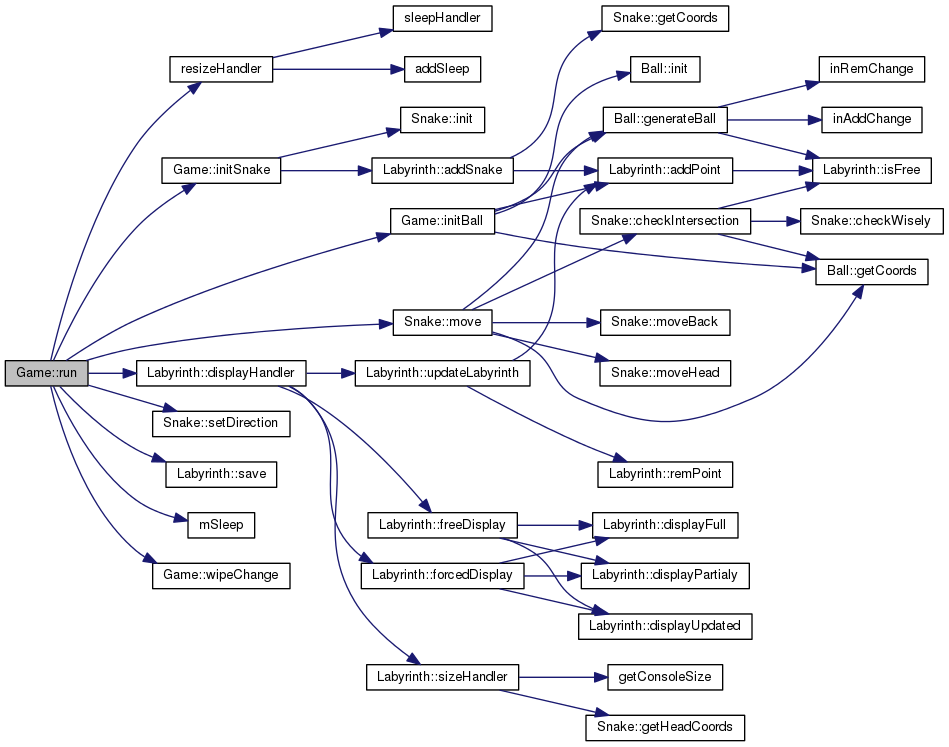 sleepHandler
Snake::getCoords
resizeHandler
addSleep
Ball::init
inRemChange
Snake::init
Ball::generateBall
inAddChange
Game::initSnake
Labyrinth::addSnake
Labyrinth::addPoint
Labyrinth::isFree
Game::initBall
Snake::checkIntersection
Snake::checkWisely
Ball::getCoords
Snake::move
Snake::moveBack
Game::run
Labyrinth::displayHandler
Labyrinth::updateLabyrinth
Snake::moveHead
Snake::setDirection
Labyrinth::save
Labyrinth::remPoint
mSleep
Labyrinth::freeDisplay
Labyrinth::displayFull
Game::wipeChange
Labyrinth::forcedDisplay
Labyrinth::displayPartialy
Labyrinth::displayUpdated
Labyrinth::sizeHandler
getConsoleSize
Snake::getHeadCoords